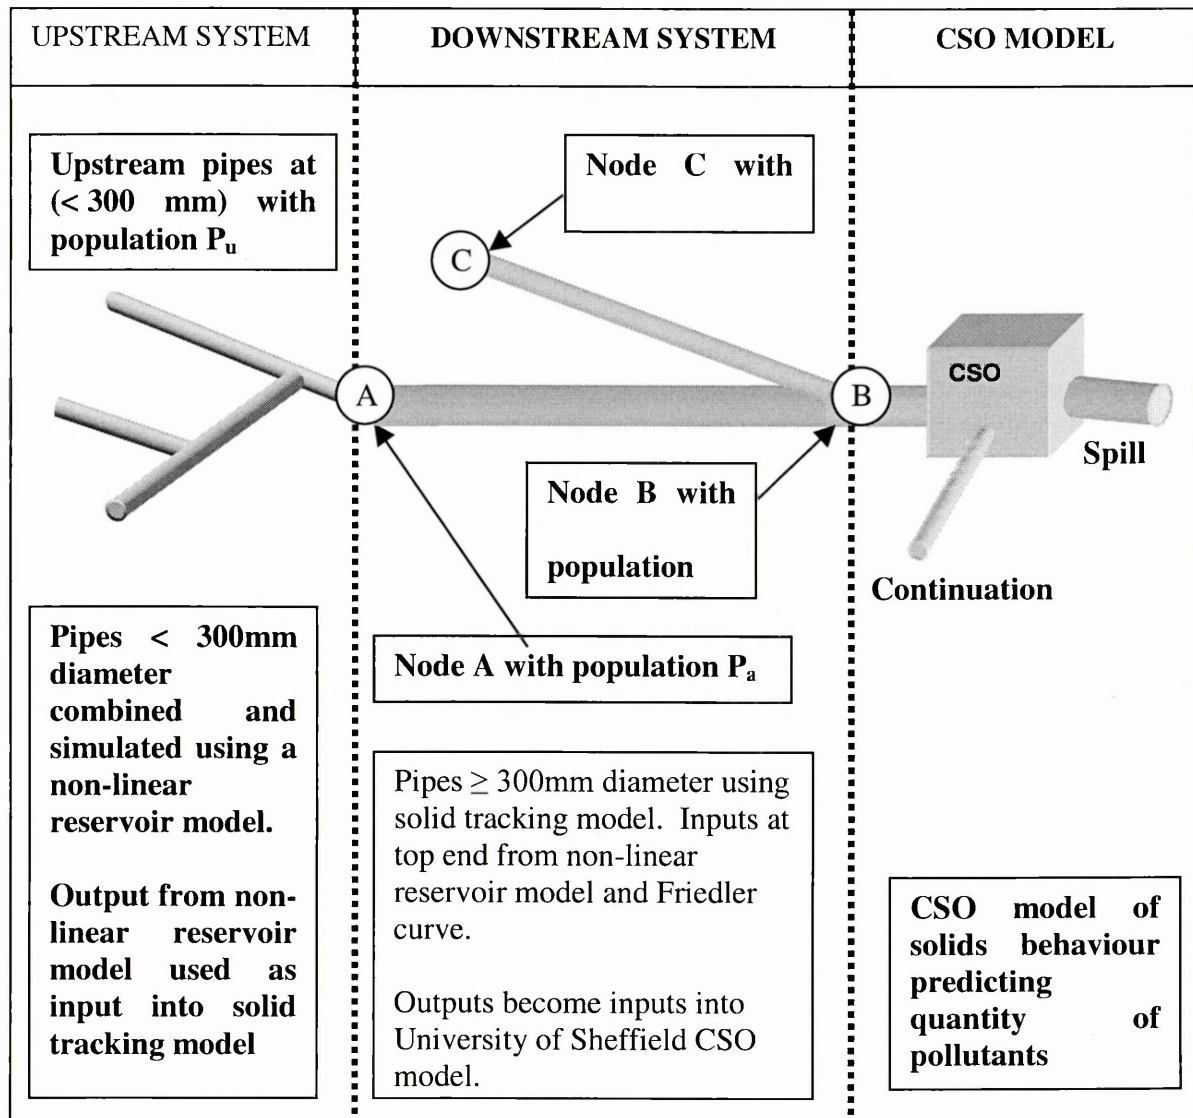 UPSTREAM SYSTEM
DOWNSTREAM SYSTEM
CSO MODEL
Upstream pipes at
(< 300 mm) with
population Pu
Node C with
C
A
B
CSO
Spill
Continuation
Node B with
population
Node A with population Pa
Pipes < 300mm
diameter
combined and
simulated using a
non-linear
reservoir model.
Output from non-
linear reservoir
model used as
input into solid
tracking model
Pipes ≥ 300mm diameter using
solid tracking model. Inputs at
top end from non-linear
reservoir model and Friedler
curve.
Outputs become inputs into
University of Sheffield CSO
model.
CSO model of
solids behaviour
predicting
quantity of
pollutants